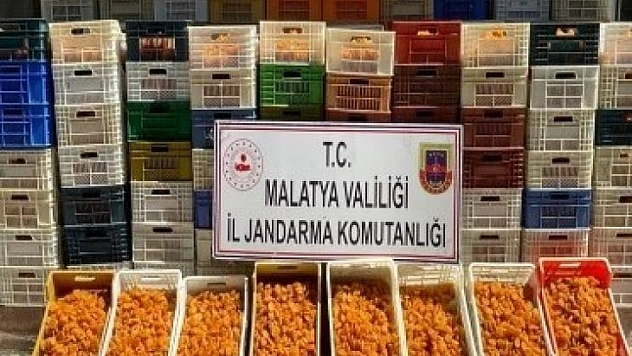 T.C.
MALATYA VALİLİĞİ
İL JANDARMA KOMUTANLIĞI